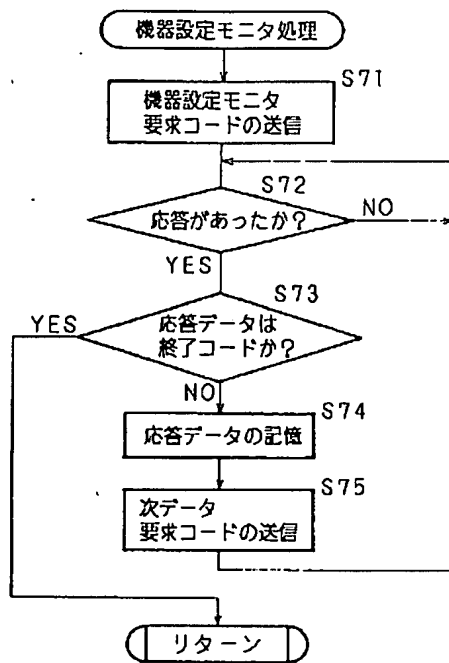 機器設定モニタ処理
S71
機器設定モニタ
要求コードの送信
S72
応答があったか?
NO
YES
S73
YES
応答データは
終了コードか?
NO
S74
応答データの記憶
S75
次データ
要求コードの送信
リターン